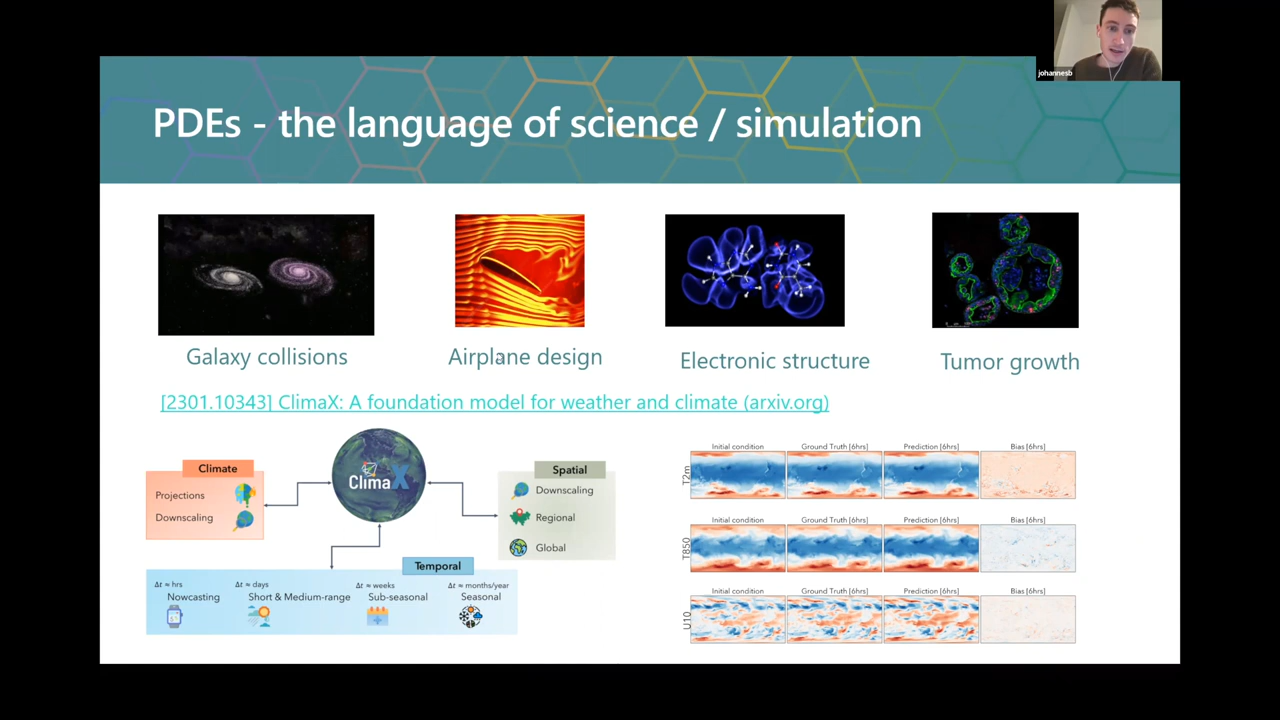 johannesb
PDEs - the language of science / simulation
Galaxy collisions
Airplane design
Electronic structure
Tumor growth
[2301.10343] ClimaX: A foundation model for weather and climate (arxiv.org)
Climate
Projections
Downscaling
ClimaX
Spatial
Downscaling
Regional
Global
Temporal
Δt ≈ hrs
Nowcasting
Δt ≈ days
Short & Medium-range
Δt ≈ weeks
Sub-seasonal
Δt ≈ months/year
Seasonal
Initial condition Ground Truth [6hrs] Prediction [6hrs] Bias [6hrs]
T2m
Initial condition Ground Truth [6hrs] Prediction [6hrs] Bias [6hrs]
T850
Initial condition Ground Truth [6hrs] Prediction [6hrs] Bias [6hrs]
U10